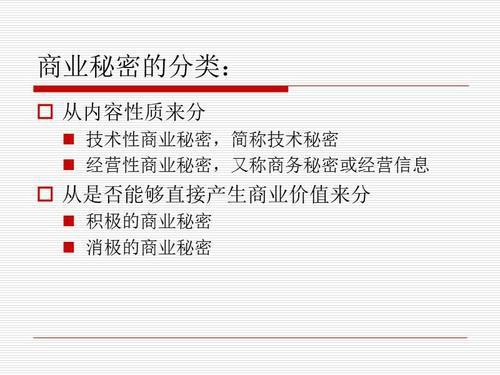 商业秘密的分类：
从内容性质来分
技术性商业秘密，简称技术秘密
经营性商业秘密，又称商务秘密或经营信息
从是否能够直接产生商业价值来分
积极的商业秘密
消极的商业秘密